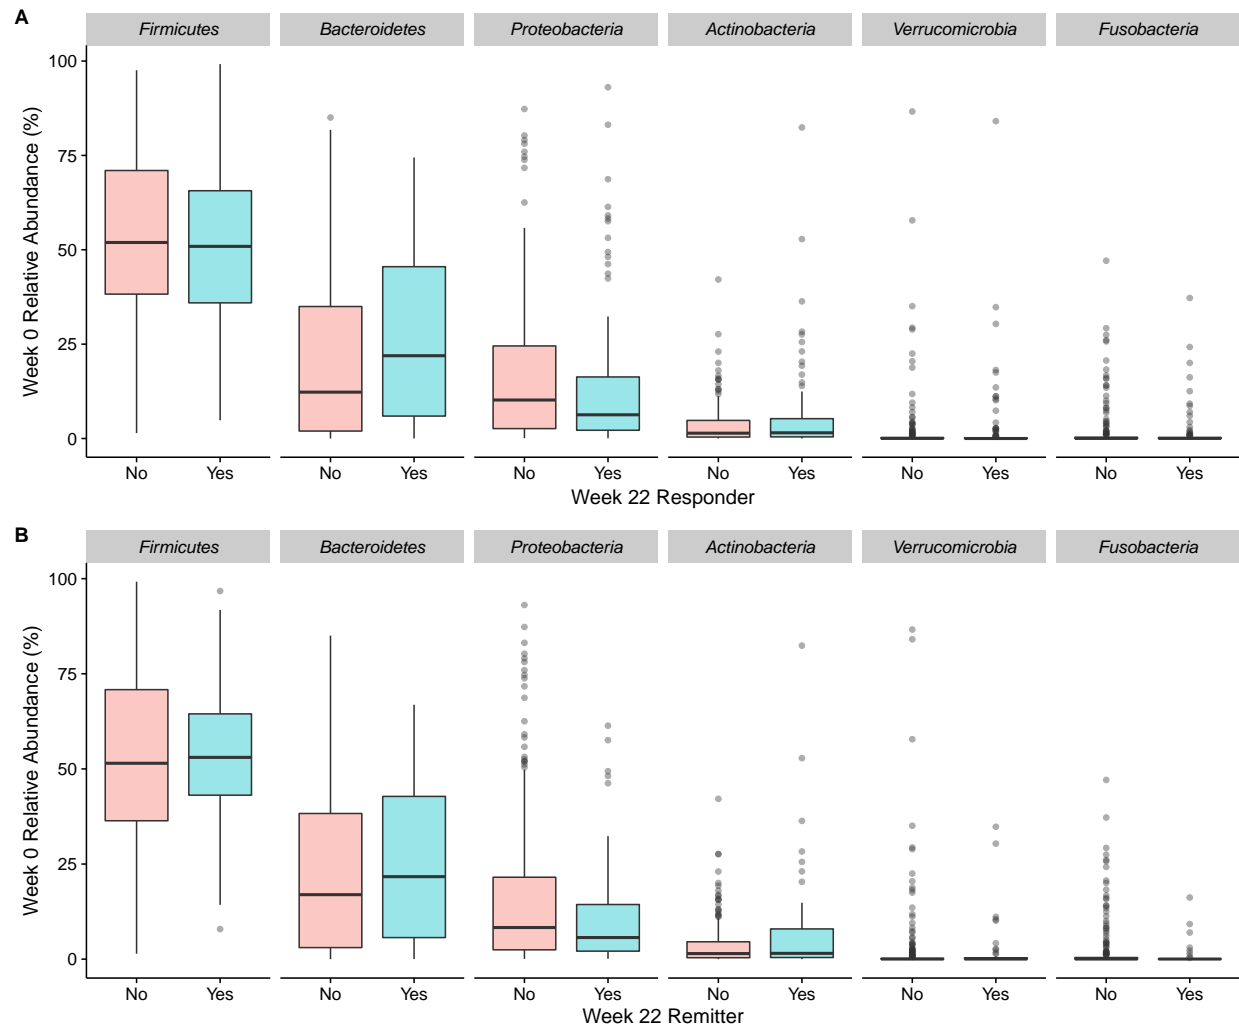 A
Firmicutes Bacteroidetes Proteobacteria Actinobacteria Verrucomicrobia Fusobacteria
Week 0 Relative Abundance (%)
100
75
50
25
0
No Yes No Yes No Yes No Yes No Yes No Yes
Week 22 Responder
B
Firmicutes Bacteroidetes Proteobacteria Actinobacteria Verrucomicrobia Fusobacteria
Week 0 Relative Abundance (%)
100
75
50
25
0
No Yes No Yes No Yes No Yes No Yes No Yes
Week 22 Remitter